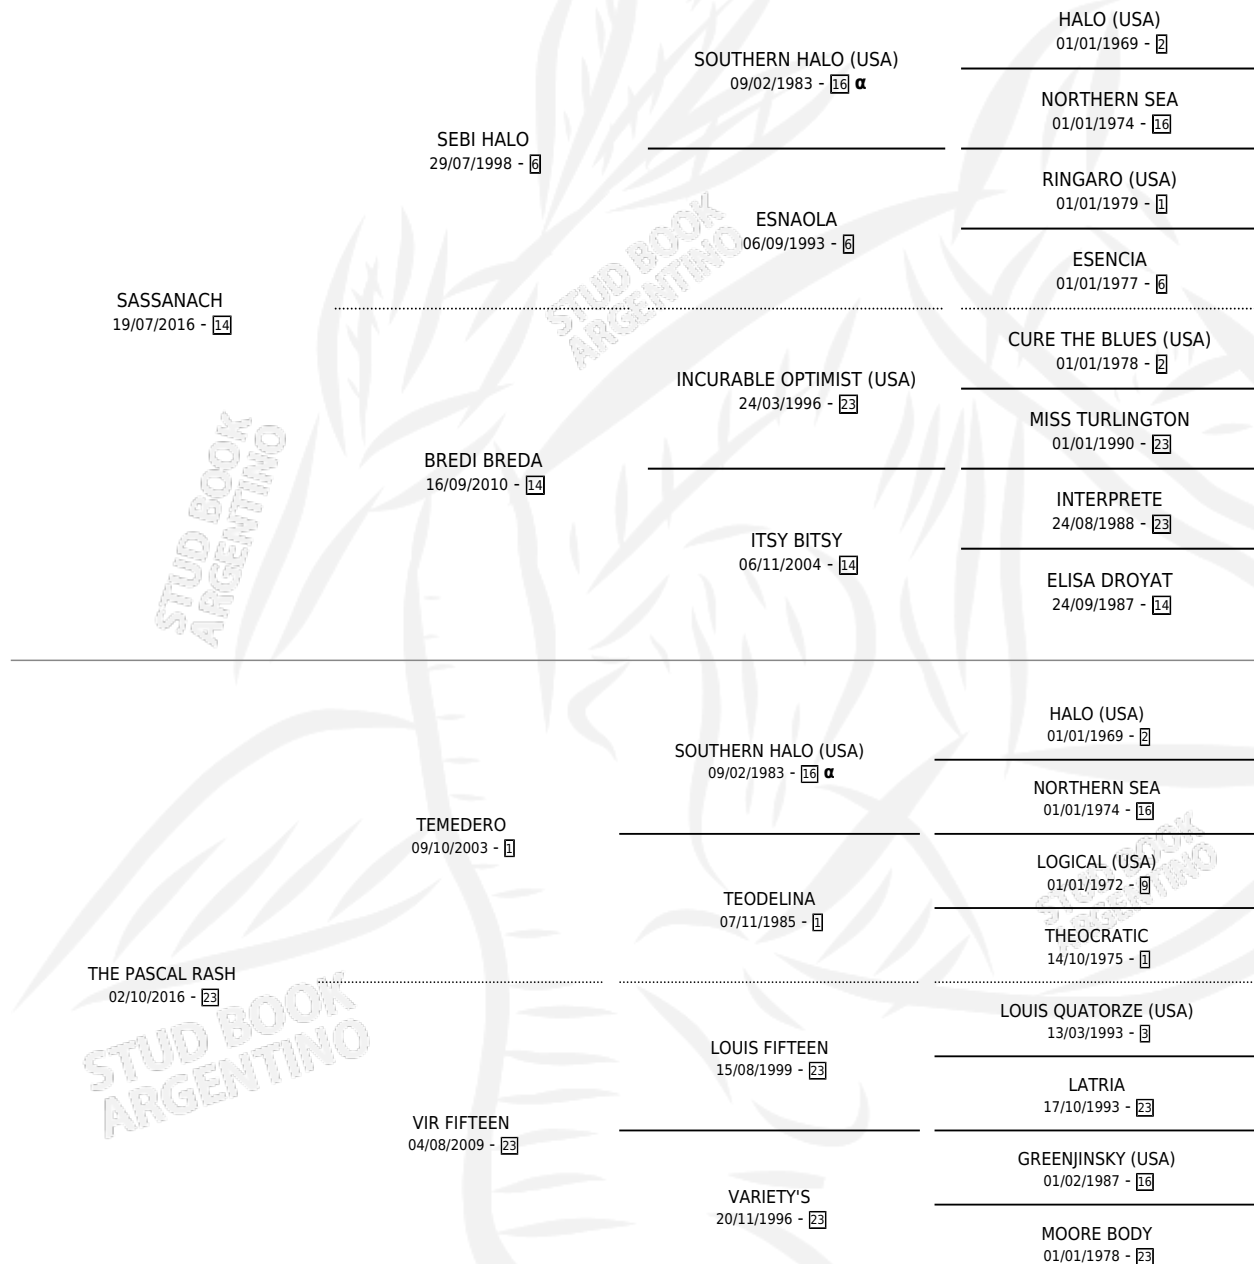 HALO (USA)
01/01/1969 - 2
SOUTHERN HALO (USA)
09/02/1983 - 16 α
NORTHERN SEA
01/01/1974 - 16
SEBI HALO
29/07/1998 - 6
RINGARO (USA)
01/01/1979 - 1
ESNAOLA
06/09/1993 - 6
ESENCIA
01/01/1977 - 6
STUD BOOK
ARGENTINO
SASSANACH
19/07/2016 - 14
CURE THE BLUES (USA)
01/01/1978 - 2
INCURABLE OPTIMIST (USA)
24/03/1996 - 23
MISS TURLINGTON
01/01/1990 - 23
BREDI BREDA
16/09/2010 - 14
INTERPRETE
24/08/1988 - 23
ITSY BITSY
06/11/2004 - 14
ELISA DROYAT
24/09/1987 - 14
STUD BOOK
ARGENTINO
HALO (USA)
01/01/1969 - 2
SOUTHERN HALO (USA)
09/02/1983 - 16 α
NORTHERN SEA
01/01/1974 - 16
TEMEDERO
09/10/2003 - 1
LOGICAL (USA)
01/01/1972 - 9
TEODELINA
07/11/1985 - 1
THEOCRATIC
14/10/1975 - 1
STUD BOOK
ARGENTINO
THE PASCAL RASH
02/10/2016 - 23
LOUIS QUATORZE (USA)
13/03/1993 - 3
LOUIS FIFTEEN
15/08/1999 - 23
LATRIA
17/10/1993 - 23
STUD BOOK
ARGENTINO
VIR FIFTEEN
04/08/2009 - 23
GREENJINSKY (USA)
01/02/1987 - 16
VARIETY'S
20/11/1996 - 23
MOORE BODY
01/01/1978 - 23